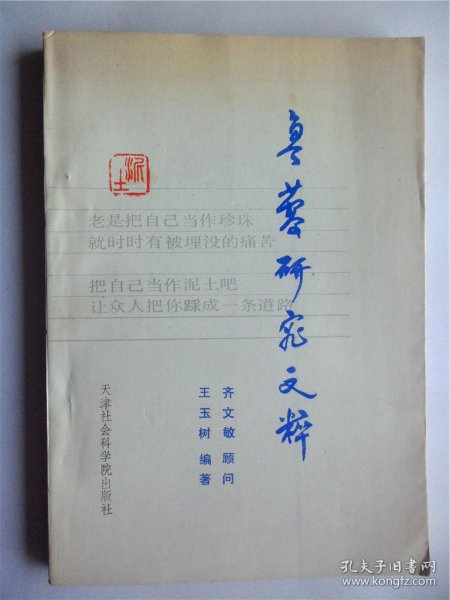 鲁藜研究文粹
泥土
老是把自己当作珍珠
就时时有被埋没的痛苦
把自己当作泥土吧
让众人把你踩成一条道路
齐文敏 顾问
王玉树 编著
天津社会科学院出版社
孔夫子旧书网
www.kongfz.com